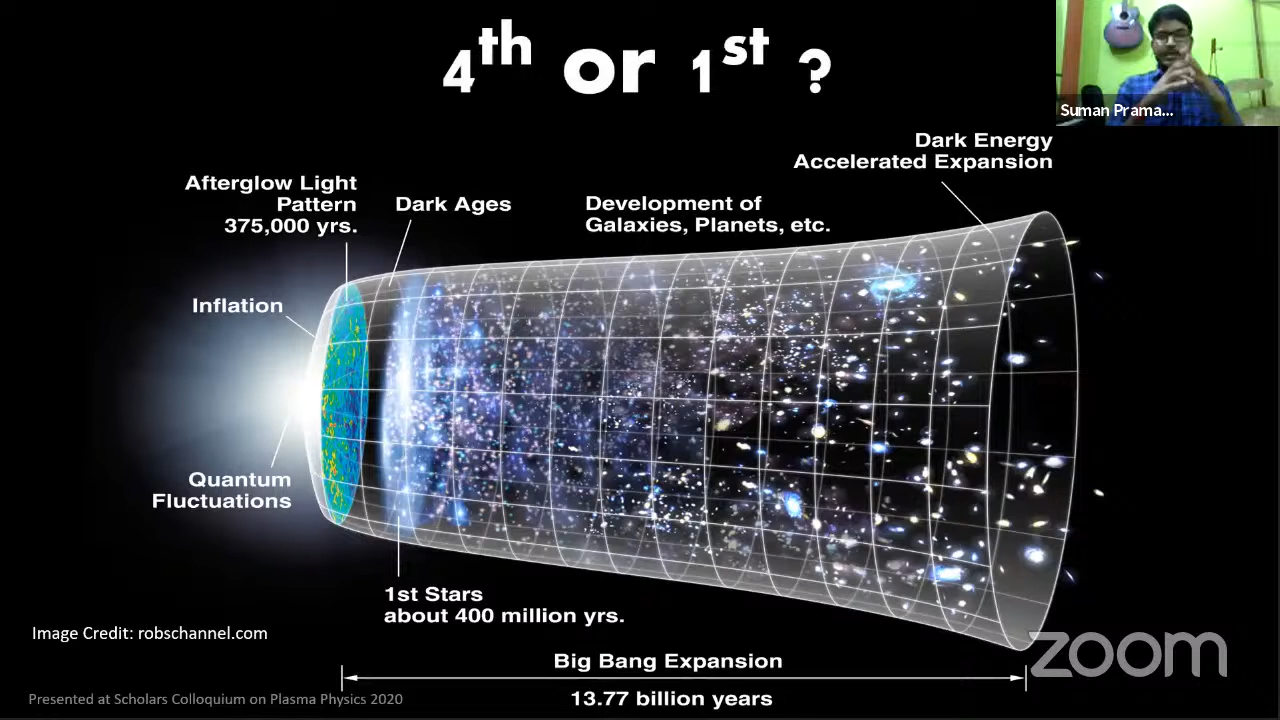 4th or 1st ?
Suman Prama...
Dark Energy
Accelerated Expansion
Afterglow Light
Pattern
375,000 yrs.
Dark Ages
Development of
Galaxies, Planets, etc.
Inflation
Quantum
Fluctuations
1st Stars
about 400 million yrs.
Image Credit: robschannel.com
zoom
Big Bang Expansion
13.77 billion years
Presented at Scholars Colloquium on Plasma Physics 2020